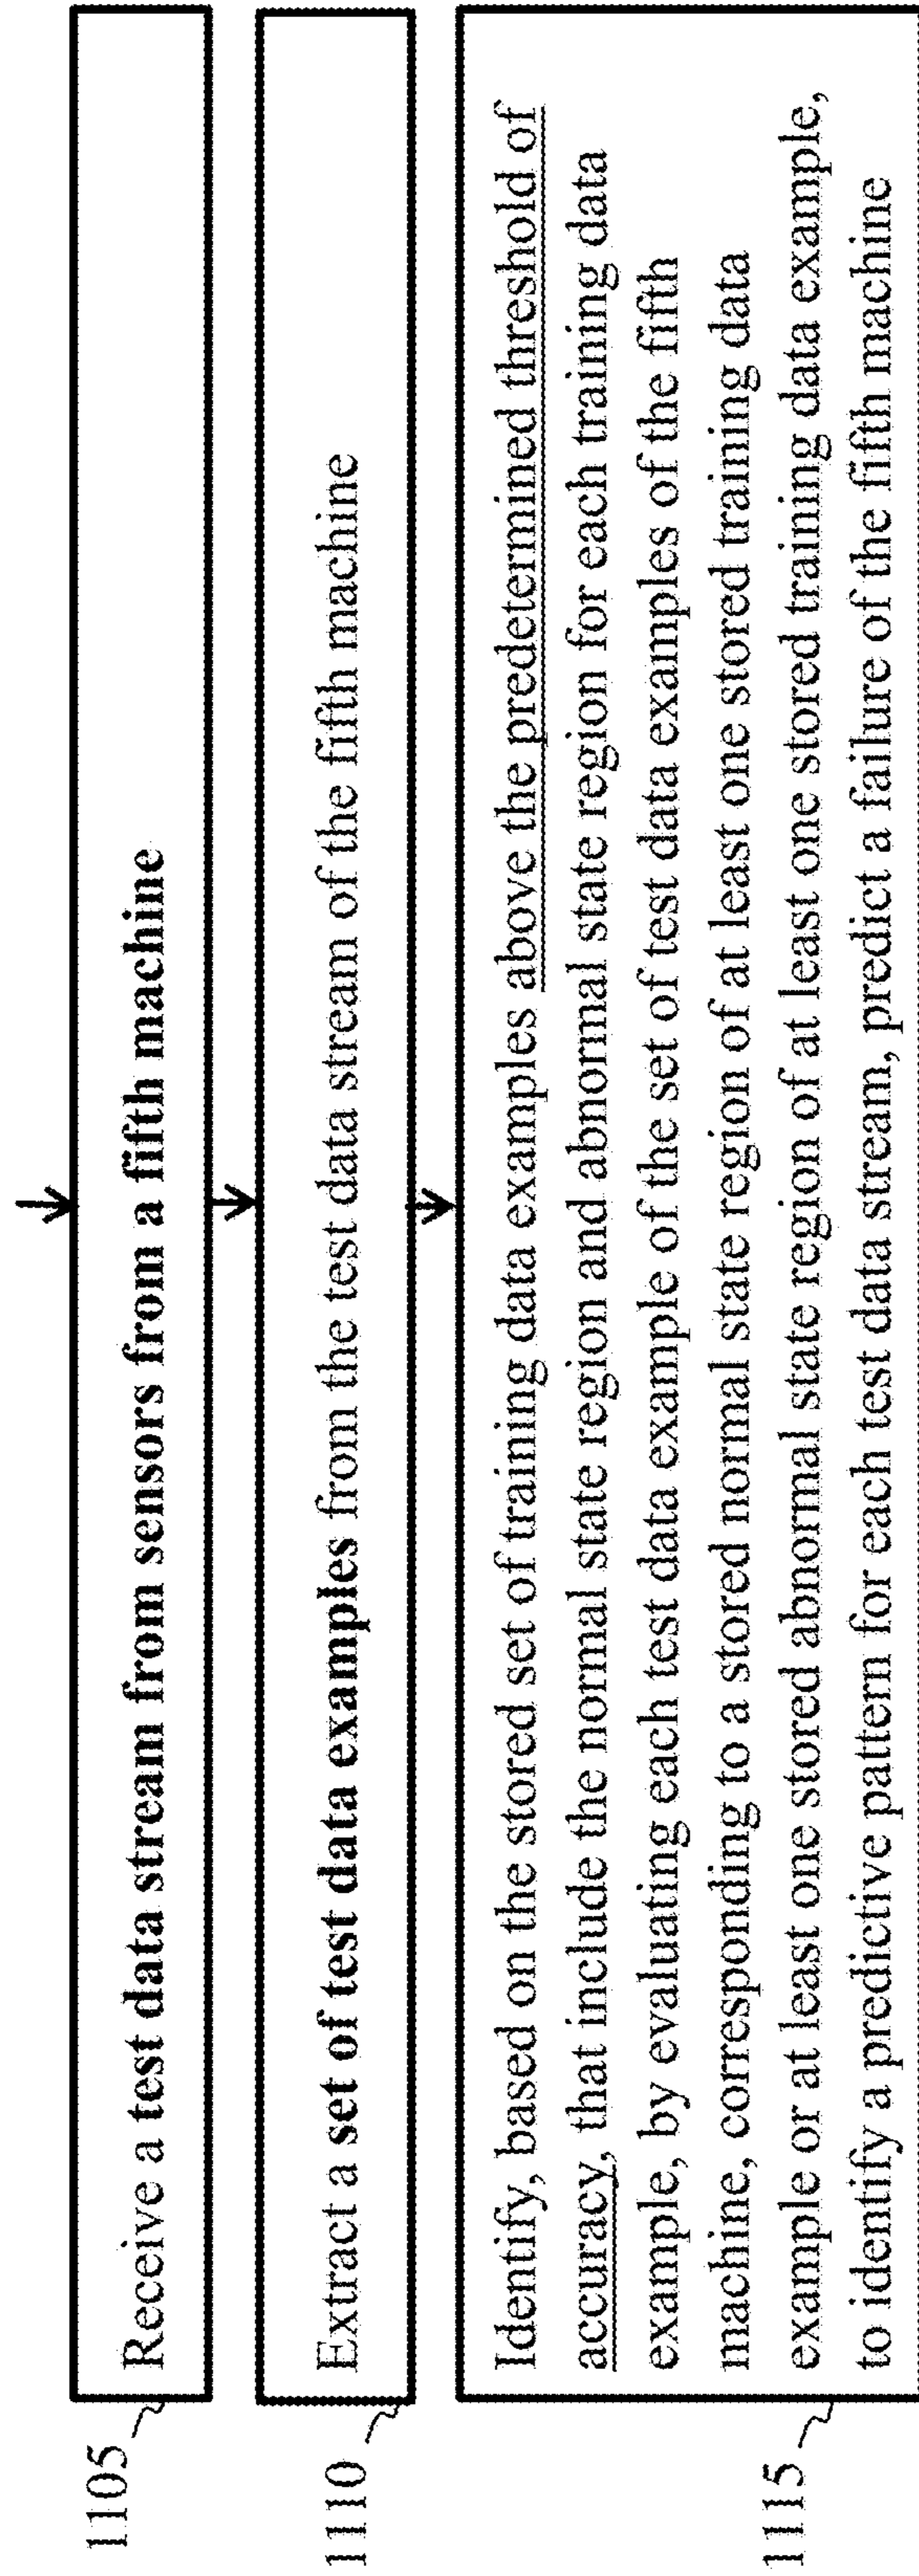 1105
Receive a test data stream from sensors from a fifth machine
1110
Extract a set of test data examples from the test data stream of the fifth machine
1115
Identify, based on the stored set of training data examples above the predetermined threshold of
accuracy, that include the normal state region and abnormal state region for each training data
example, by evaluating each test data example of the set of test data examples of the fifth
machine, corresponding to a stored normal state region of at least one stored training data
example or at least one stored abnormal state region of at least one stored training data example,
to identify a predictive pattern for each test data stream, predict a failure of the fifth machine